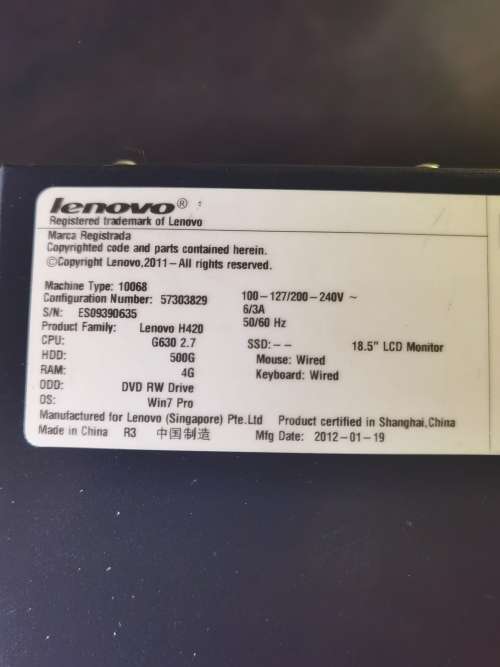 lenovo®
Registered trademark of Lenovo
Marca Registrada
Copyrighted code and parts contained herein.
©Copyright Lenovo,2011-All rights reserved.
Machine Type: 10068
Configuration Number: 57303829
S/N: ES09390635
Product Family: Lenovo H420
CPU: G630 2.7
HDD: 500G
RAM: 4G
ODD: DVD RW Drive
OS: Win7 Pro
100-127/200-240V ~
6/3A
50/60 Hz
SSD: -- 18.5" LCD Monitor
Mouse: Wired
Keyboard: Wired
Manufactured for Lenovo (Singapore) Pte.Ltd Product certified in Shanghai,China
Made in China R3 中国制造 Mfg Date: 2012-01-19